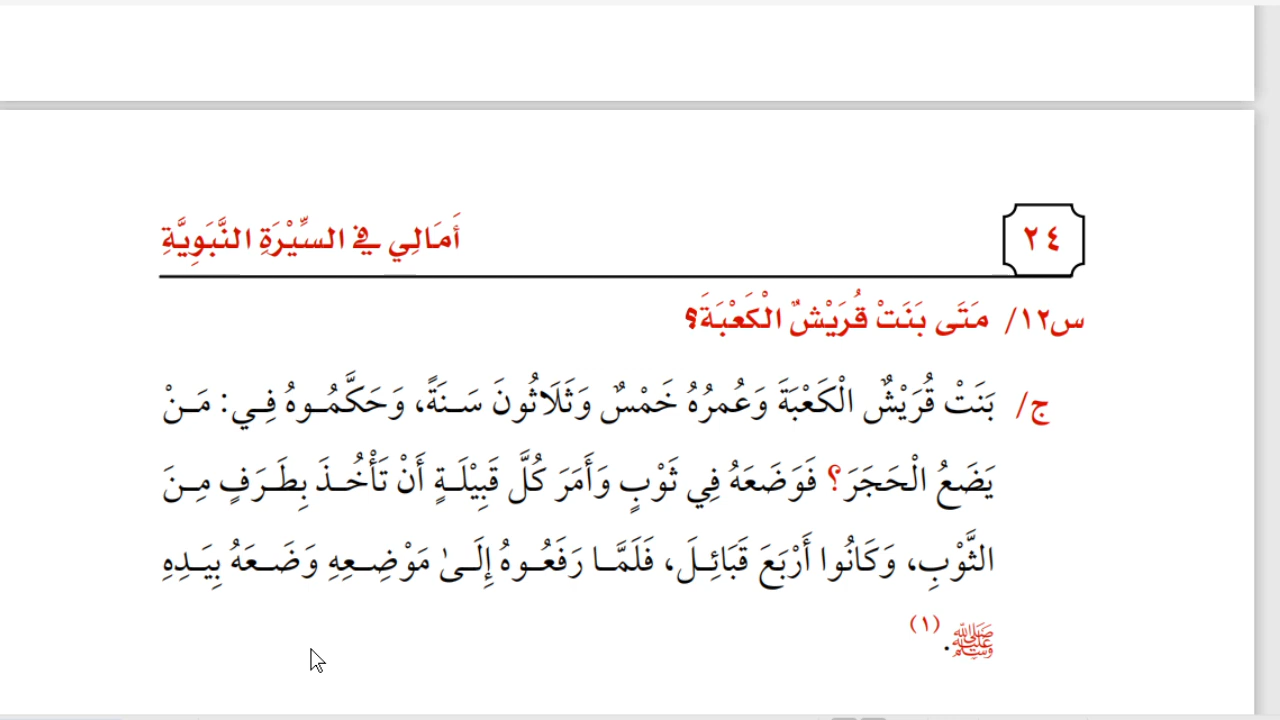 ٢٤
أَمَالِي فِي السِّيْرَةِ النَّبَوِيَّةِ
س١٢/ مَتَى بَنَتْ قُرَيْشٌ الْكَعْبَةَ؟
ج/ بَنَتْ قُرَيْشٌ الْكَعْبَةَ وَعُمرُهُ خَمْسٌ وَثَلَاثُونَ سَنَةً، وَحَكَّمُوهُ فِي: مَنْ
يَضَعُ الْحَجَرَ؟ فَوَضَعَهُ فِي ثَوْبٍ وَأَمَرَ كُلَّ قَبِيْلَةٍ أَنْ تَأْخُذَ بِطَرَفٍ مِنَ
الثَّوْبِ، وَكَانُوا أَرْبَعَ قَبَائِلَ، فَلَمَّا رَفَعُوهُ إِلَىٰ مَوْضِعِهِ وَضَعَهُ بِيَدِهِ
ﷺ.(١)